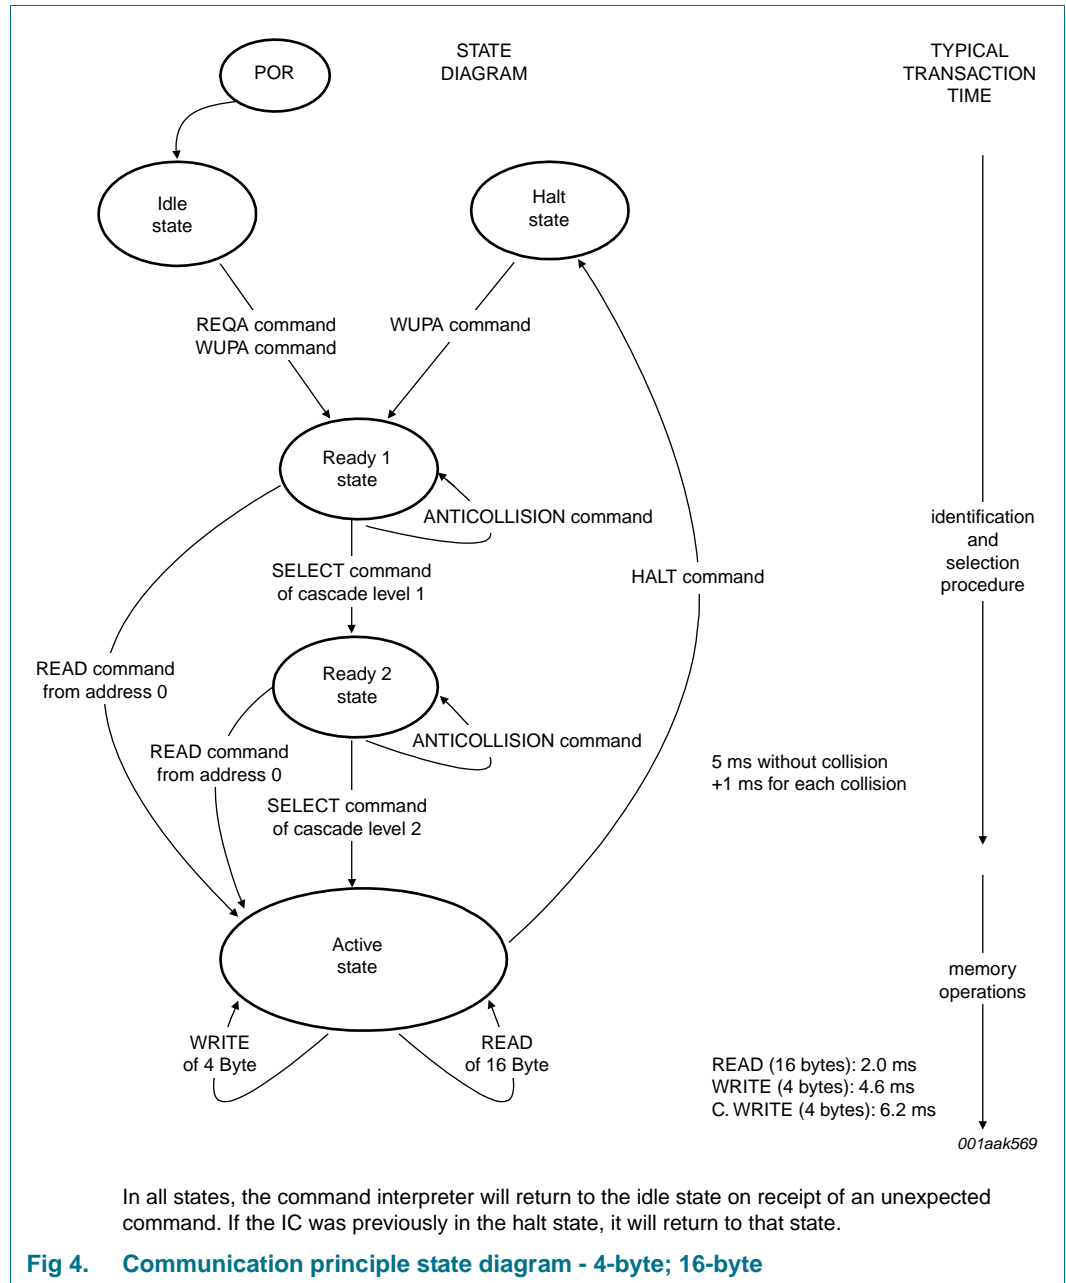 POR
STATE
DIAGRAM
TYPICAL
TRANSACTION
TIME
Idle
state
Halt
state
REQA command
WUPA command
WUPA command
Ready 1
state
ANTICOLLISION command
identification
and
selection
procedure
SELECT command
of cascade level 1
HALT command
READ command
from address 0
Ready 2
state
ANTICOLLISION command
READ command
from address 0
5 ms without collision
+1 ms for each collision
SELECT command
of cascade level 2
Active
state
memory
operations
WRITE
of 4 Byte
READ
of 16 Byte
READ (16 bytes): 2.0 ms
WRITE (4 bytes): 4.6 ms
C. WRITE (4 bytes): 6.2 ms
001aak569
In all states, the command interpreter will return to the idle state on receipt of an unexpected
command. If the IC was previously in the halt state, it will return to that state.
Fig 4. Communication principle state diagram - 4-byte; 16-byte